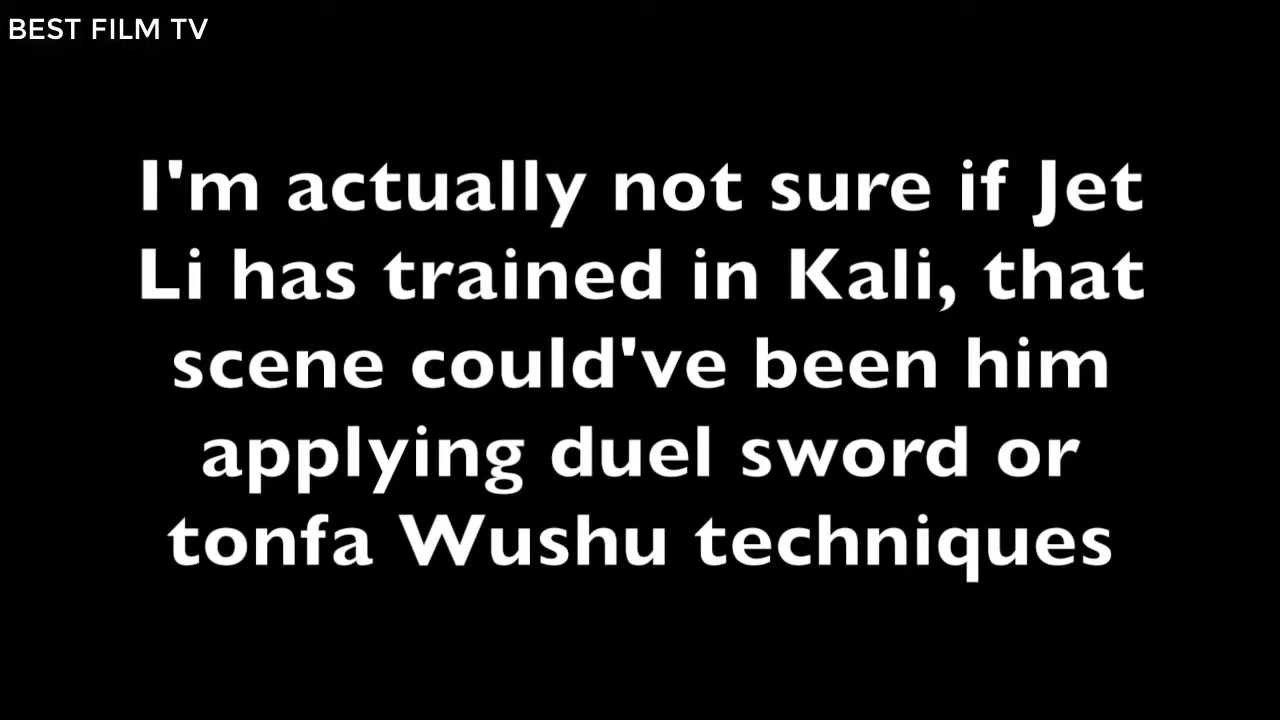 BEST FILM TV
I'm actually not sure if Jet
Li has trained in Kali, that
scene could've been him
applying duel sword or
tonfa Wushu techniques